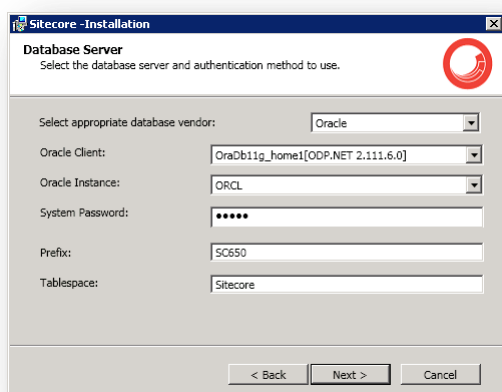 Sitecore -Installation
Database Server
Select the database server and authentication method to use.
Select appropriate database vendor: Oracle
Oracle Client: OraDb11g_home1[ODP.NET 2.111.6.0]
Oracle Instance: ORCL
System Password: •••••
Prefix: SC650
Tablespace: Sitecore
< Back Next > Cancel